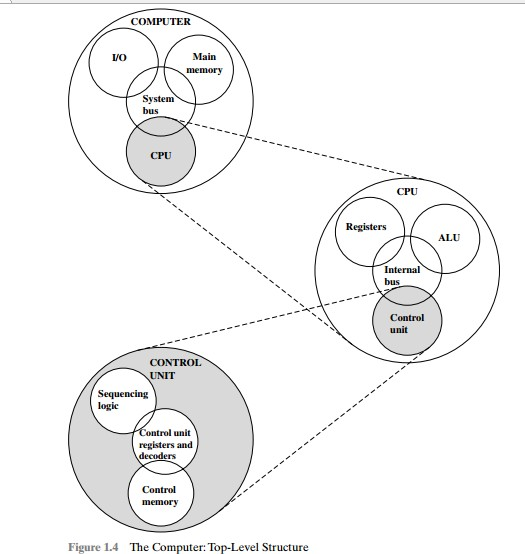 COMPUTER
I/O
Main
memory
System
bus
CPU
CPU
Registers
ALU
Internal
bus
Control
unit
CONTROL
UNIT
Sequencing
logic
Control unit
registers and
decoders
Control
memory
Figure 1.4 The Computer: Top-Level Structure